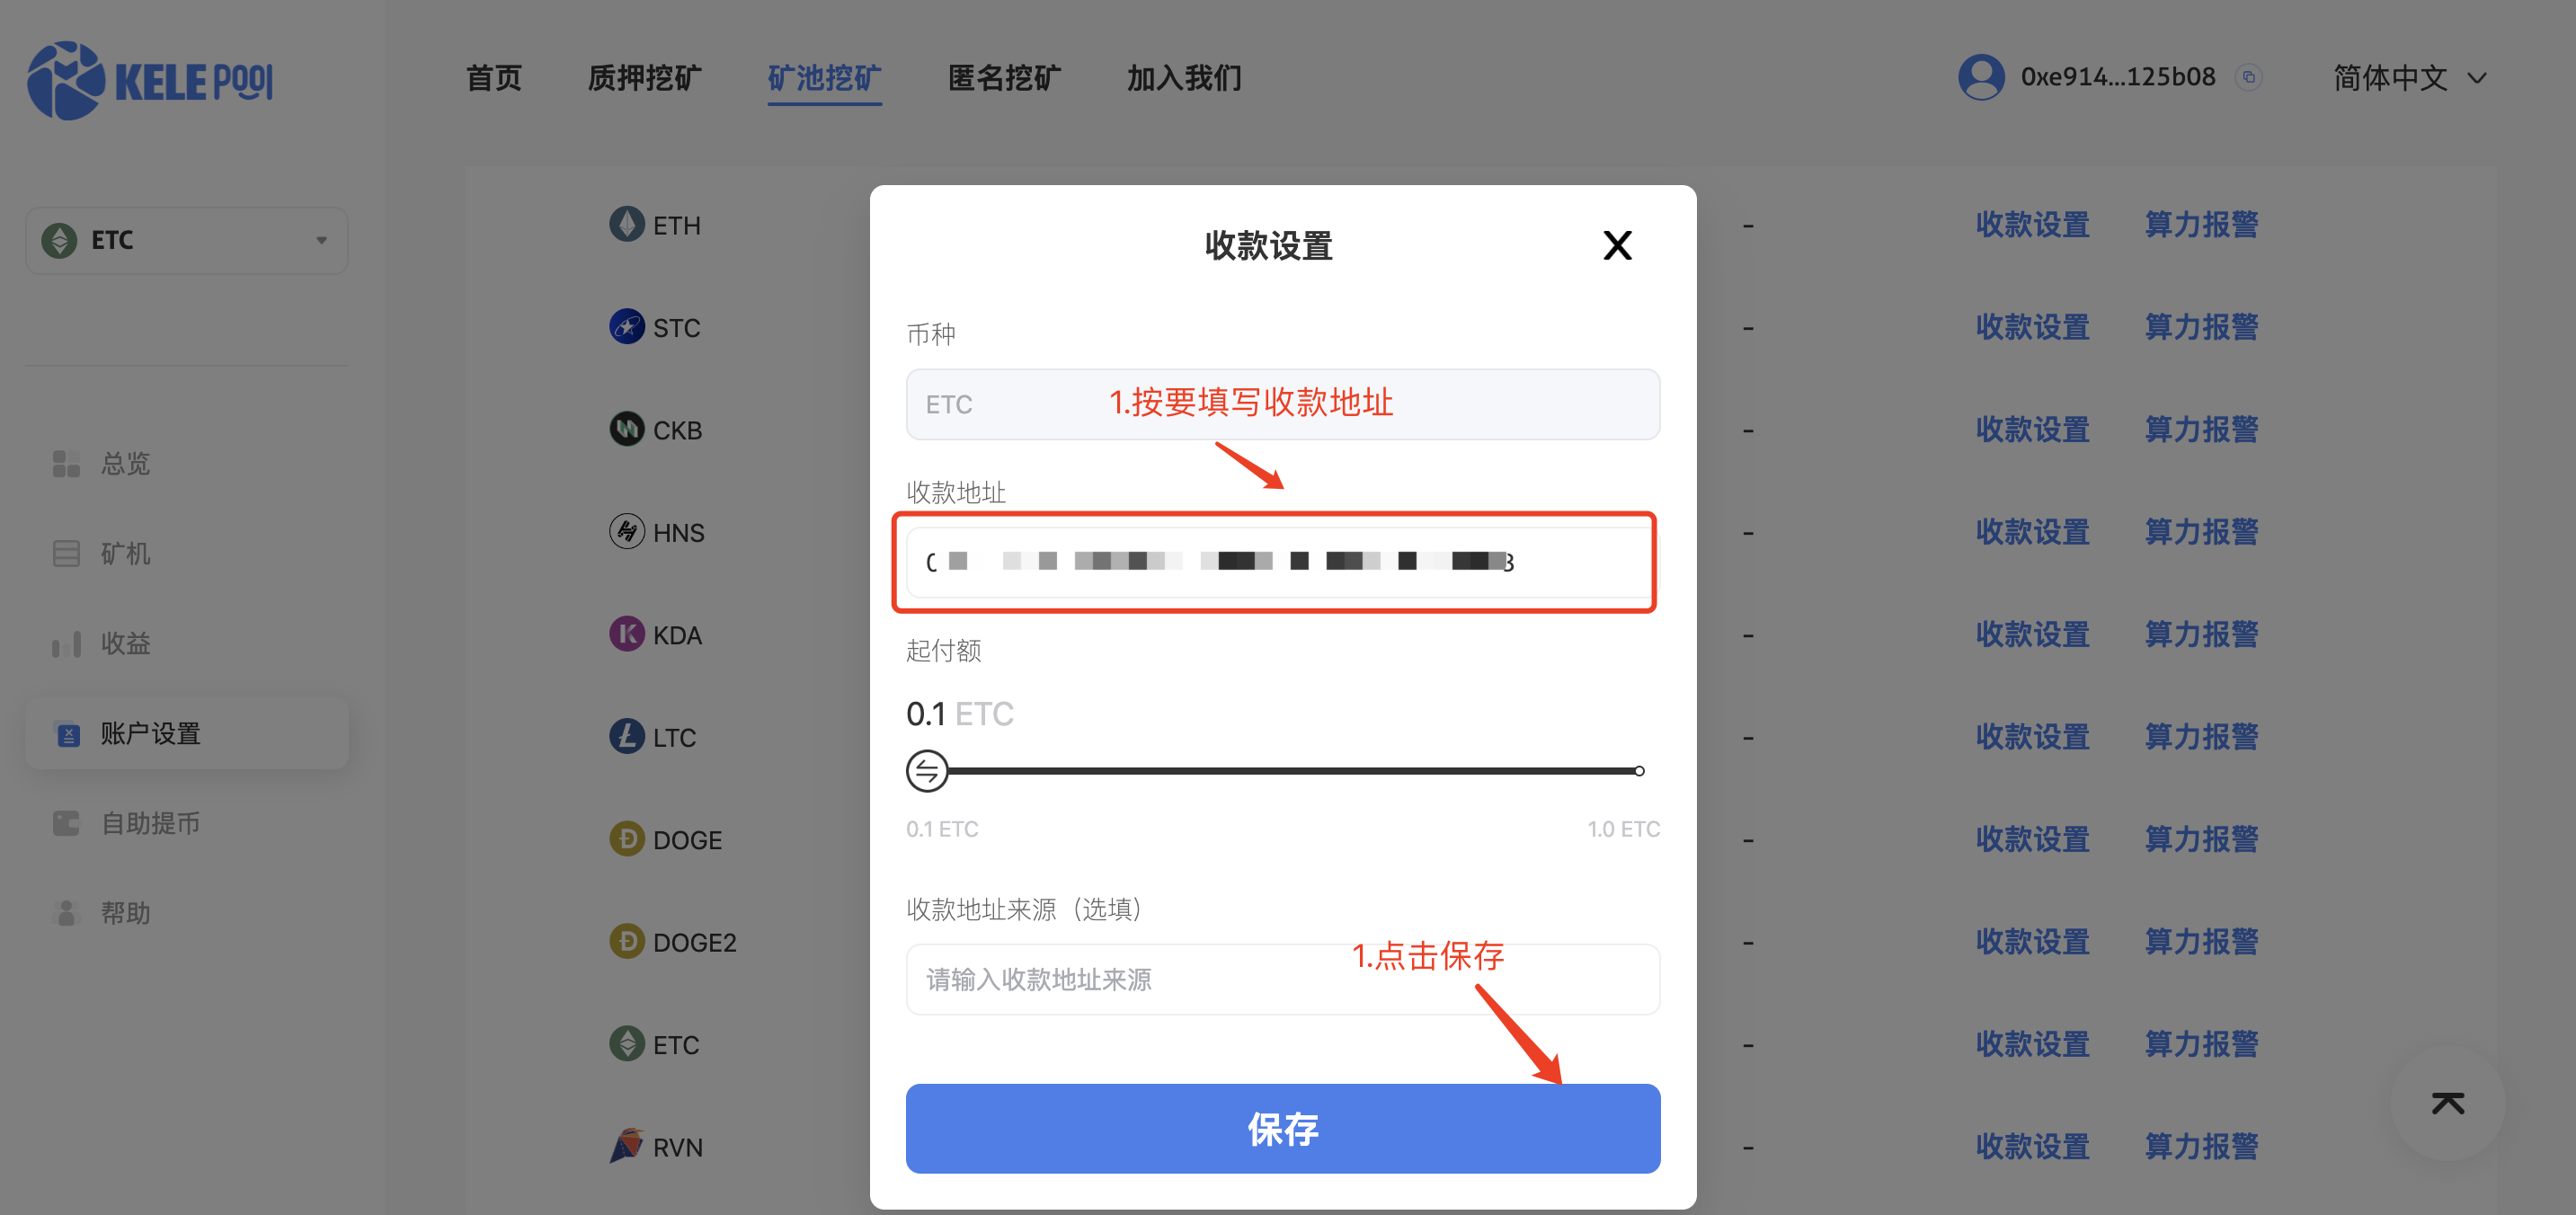 KELE POOl
首页 质押挖矿 矿池挖矿 匿名挖矿 加入我们
0xe914...125b08
简体中文
ETC
总览
矿机
收益
账户设置
自助提币
帮助
ETH - 收款设置 算力报警
STC - 收款设置 算力报警
CKB - 收款设置 算力报警
HNS - 收款设置 算力报警
KDA - 收款设置 算力报警
LTC - 收款设置 算力报警
DOGE - 收款设置 算力报警
DOGE2 - 收款设置 算力报警
ETC - 收款设置 算力报警
RVN - 收款设置 算力报警
收款设置 X
币种
ETC
1.按要填写收款地址
收款地址
起付额
0.1 ETC
0.1 ETC 1.0 ETC
收款地址来源（选填）
1.点击保存
请输入收款地址来源
保存